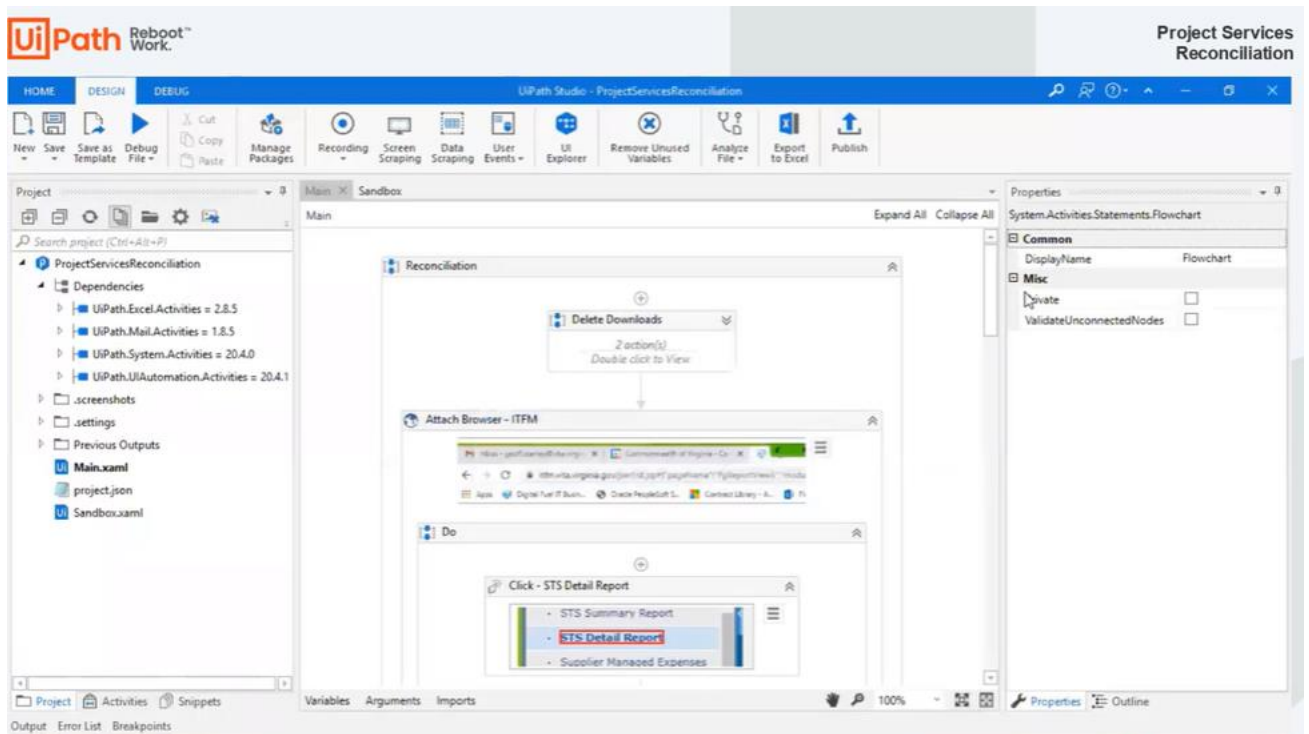 UiPath Reboot™ Work.
Project Services
Reconciliation
HOME DESIGN DEBUG
UiPath Studio - ProjectServicesReconciliation
New Save Save as Template Debug File
Cut
Copy
Paste
Manage Packages
Recording Screen Scraping Data Scraping User Events UI Explorer Remove Unused Variables Analyze File Export to Excel Publish
Project
Search project (Ctrl+Alt+P)
ProjectServicesReconciliation
Dependencies
UiPath.Excel.Activities = 2.8.5
UiPath.Mail.Activities = 1.8.5
UiPath.System.Activities = 20.4.0
UiPath.UIAutomation.Activities = 20.4.1
.screenshots
.settings
Previous Outputs
Main.xaml
project.json
Sandbox.xaml
Project Activities Snippets
Output Error List Breakpoints
Main Sandbox
Main Expand All Collapse All
Reconciliation
Delete Downloads
2 action(s)
Double click to View
Attach Browser - ITFM
Do
Click - STS Detail Report
STS Summary Report
STS Detail Report
Supplier Managed Expenses
Variables Arguments Imports 100%
Properties
System.Activities.Statements.Flowchart
Common
DisplayName Flowchart
Misc
Private
ValidateUnconnectedNodes
Properties Outline